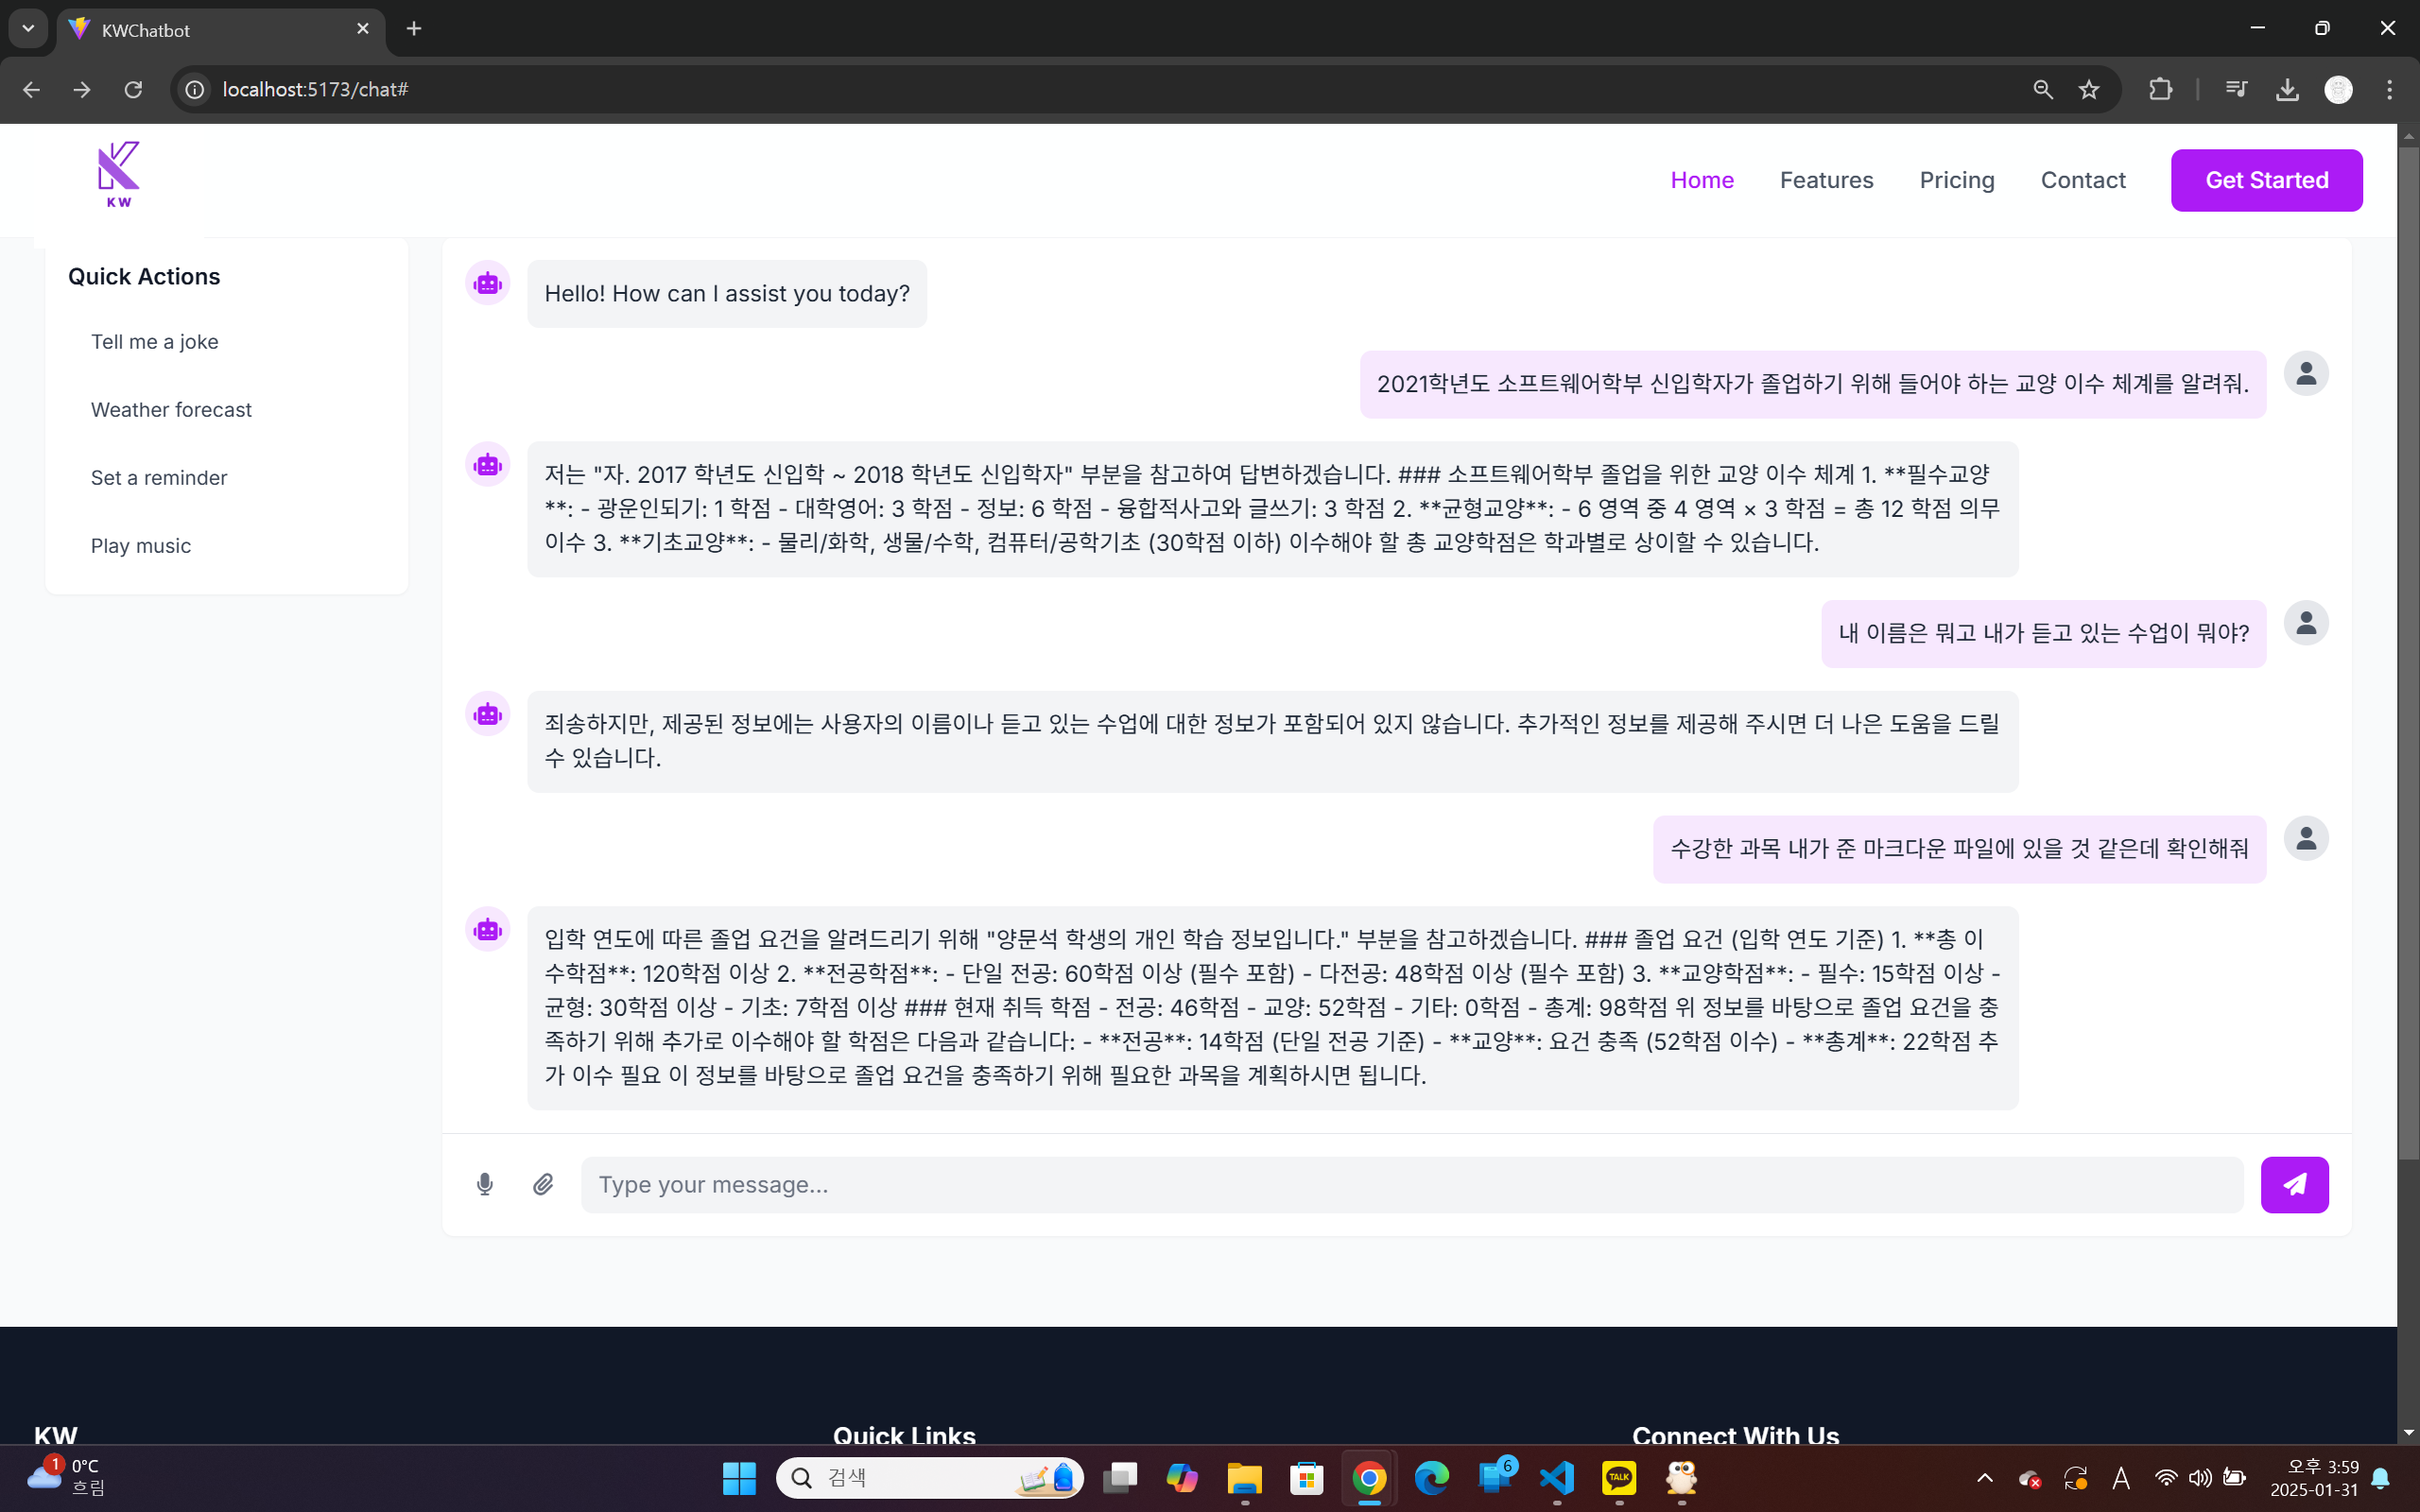 KWChatbot
localhost:5173/chat#
KW
Home
Features
Pricing
Contact
Get Started
Quick Actions
Tell me a joke
Weather forecast
Set a reminder
Play music
Hello! How can I assist you today?
2021학년도 소프트웨어학부 신입학자가 졸업하기 위해 들어야 하는 교양 이수 체계를 알려줘.
저는 "자. 2017 학년도 신입학 ~ 2018 학년도 신입학자" 부분을 참고하여 답변하겠습니다. ### 소프트웨어학부 졸업을 위한 교양 이수 체계 1. **필수교양
**: - 광운인되기: 1 학점 - 대학영어: 3 학점 - 정보: 6 학점 - 융합적사고와 글쓰기: 3 학점 2. **균형교양**: - 6 영역 중 4 영역 × 3 학점 = 총 12 학점 의무
이수 3. **기초교양**: - 물리/화학, 생물/수학, 컴퓨터/공학기초 (30학점 이하) 이수해야 할 총 교양학점은 학과별로 상이할 수 있습니다.
내 이름은 뭐고 내가 듣고 있는 수업이 뭐야?
죄송하지만, 제공된 정보에는 사용자의 이름이나 듣고 있는 수업에 대한 정보가 포함되어 있지 않습니다. 추가적인 정보를 제공해 주시면 더 나은 도움을 드릴
수 있습니다.
수강한 과목 내가 준 마크다운 파일에 있을 것 같은데 확인해줘
입학 연도에 따른 졸업 요건을 알려드리기 위해 "양문석 학생의 개인 학습 정보입니다." 부분을 참고하겠습니다. ### 졸업 요건 (입학 연도 기준) 1. **총 이
수학점**: 120학점 이상 2. **전공학점**: - 단일 전공: 60학점 이상 (필수 포함) - 다전공: 48학점 이상 (필수 포함) 3. **교양학점**: - 필수: 15학점 이상 -
균형: 30학점 이상 - 기초: 7학점 이상 ### 현재 취득 학점 - 전공: 46학점 - 교양: 52학점 - 기타: 0학점 - 총계: 98학점 위 정보를 바탕으로 졸업 요건을 충
족하기 위해 추가로 이수해야 할 학점은 다음과 같습니다: - **전공**: 14학점 (단일 전공 기준) - **교양**: 요건 충족 (52학점 이수) - **총계**: 22학점 추
가 이수 필요 이 정보를 바탕으로 졸업 요건을 충족하기 위해 필요한 과목을 계획하시면 됩니다.
Type your message...
KW
Quick Links
Connect With Us
1
0°C
흐림
검색
6
TALK
A
오후 3:59
2025-01-31